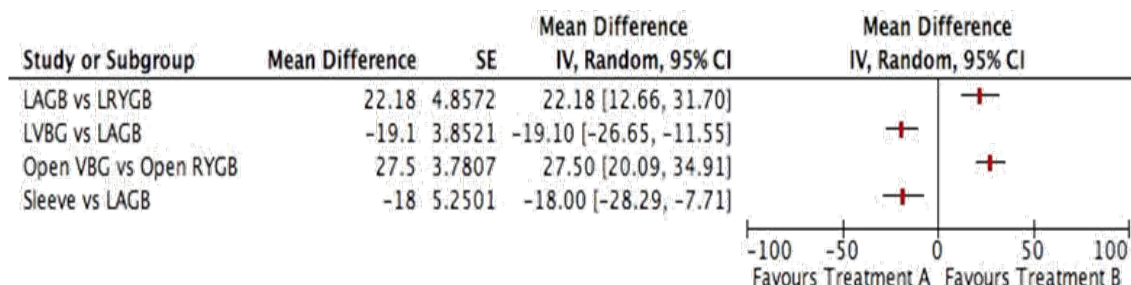 Mean Difference Mean Difference
Study or Subgroup Mean Difference SE IV, Random, 95% CI IV, Random, 95% CI
LAGB vs LRYGB 22.18 4.8572 22.18 [12.66, 31.70]
LVBG vs LAGB -19.1 3.8521 -19.10 [-26.65, -11.55]
Open VBG vs Open RYGB 27.5 3.7807 27.50 [20.09, 34.91]
Sleeve vs LAGB -18 5.2501 -18.00 [-28.29, -7.71]
-100 -50 0 50 100
Favours Treatment A Favours Treatment B